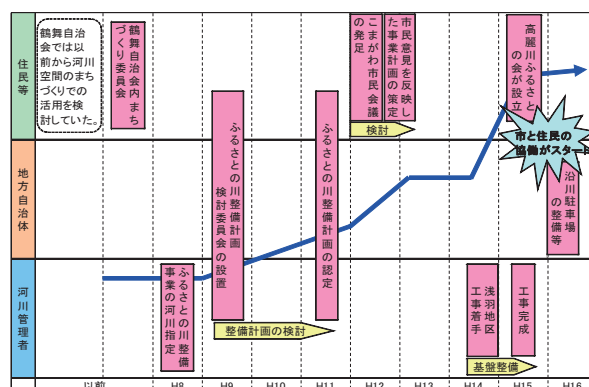 住民等
鶴舞自治
会では以
前から河川
空間のまち
づくりでの
活用を検
討していた。
鶴舞自治会内まち
づくり委員会
こまがわ市民会議
の発足
市民意見を反映し
た事業計画の策定
検討
高麗川ふるさと
の会が設立
市と住民の
協働がスタート
地方自治体
ふるさとの川整備計画
検討委員会の設置
ふるさとの川整備計画の認定
沿川駐車場
の整備等
河川管理者
ふるさとの川整備
事業の河川指定
整備計画の検討
浅羽地区
工事着手
工事完成
基盤整備
以前
H8
H9
H10
H11
H12
H13
H14
H15
H16